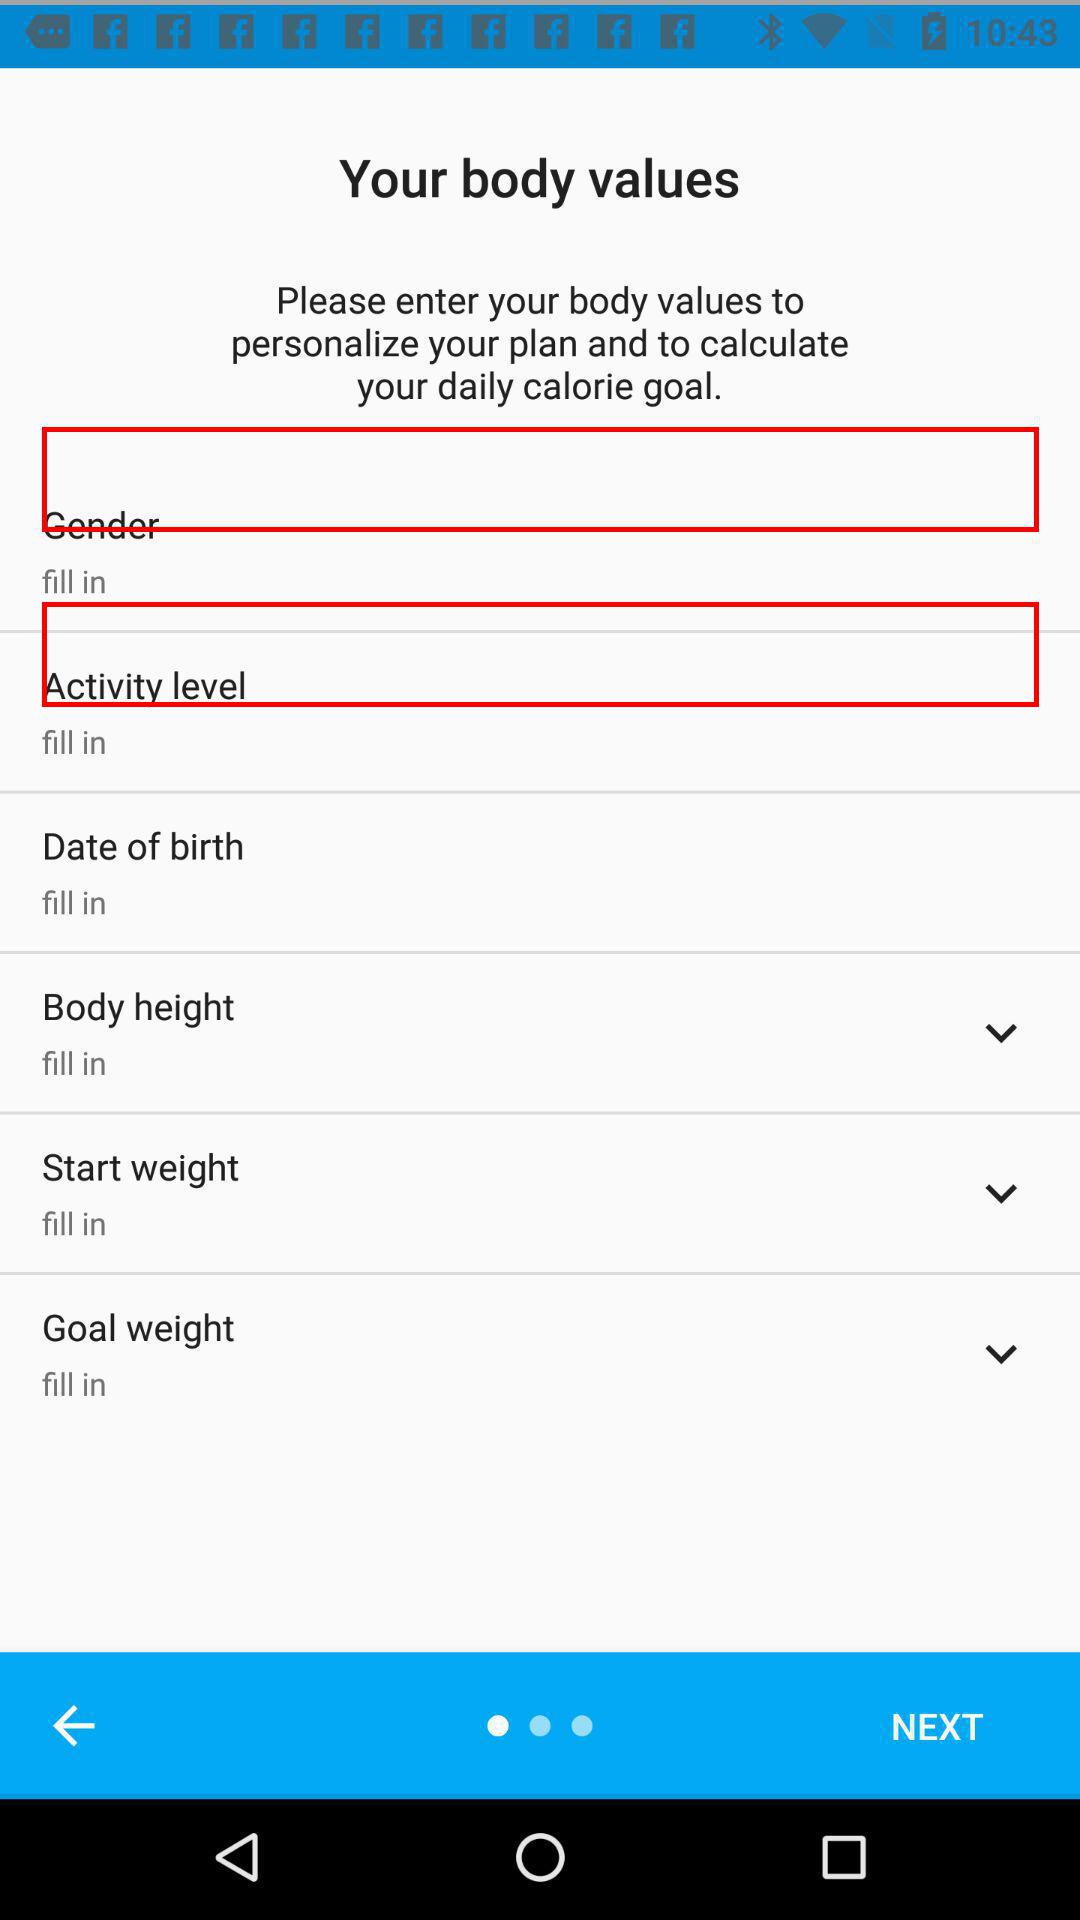 10:43
Your body values
Please enter your body values to
personalize your plan and to calculate
your daily calorie goal.
Gender
fill in
Activity level
fill in
Date of birth
fill in
Body height
fill in
Start weight
fill in
Goal weight
fill in
NEXT